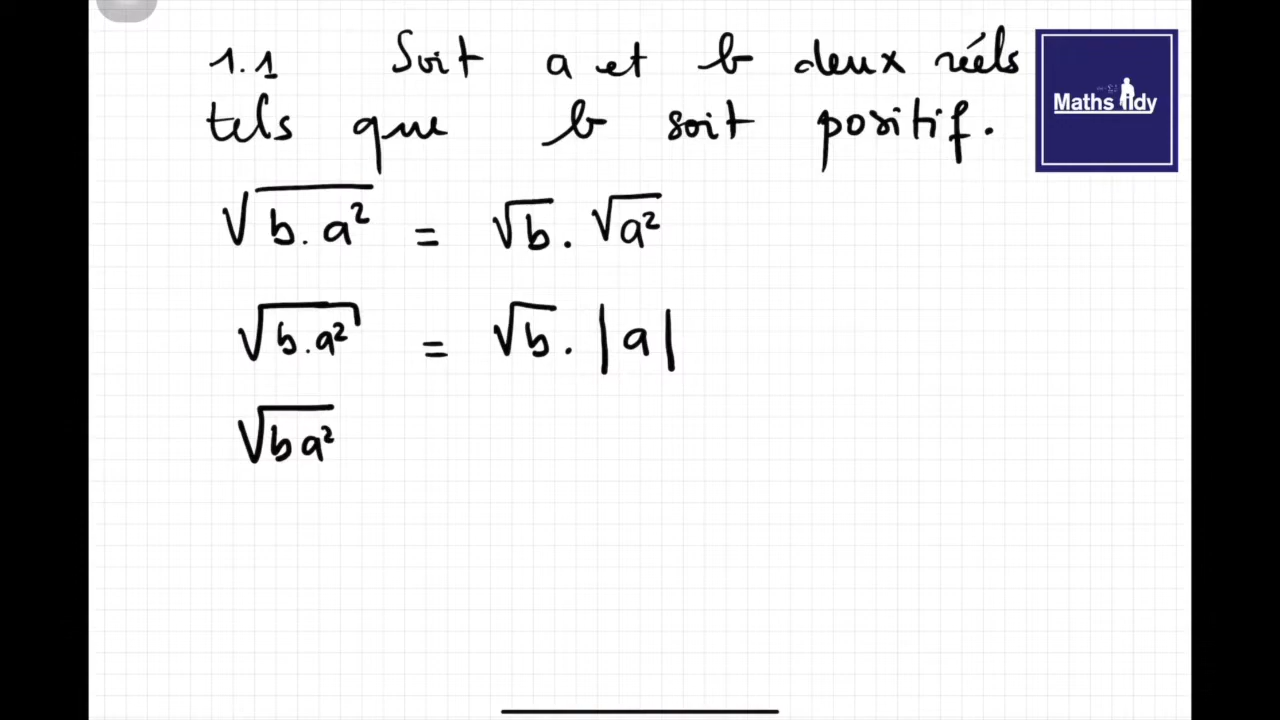 1.1 Soit a et b deux réels
tels que b soit positif.
√(b.a²) = √b . √a²
√(b.a²) = √b . |a|
√(ba²)
Maths Tidy